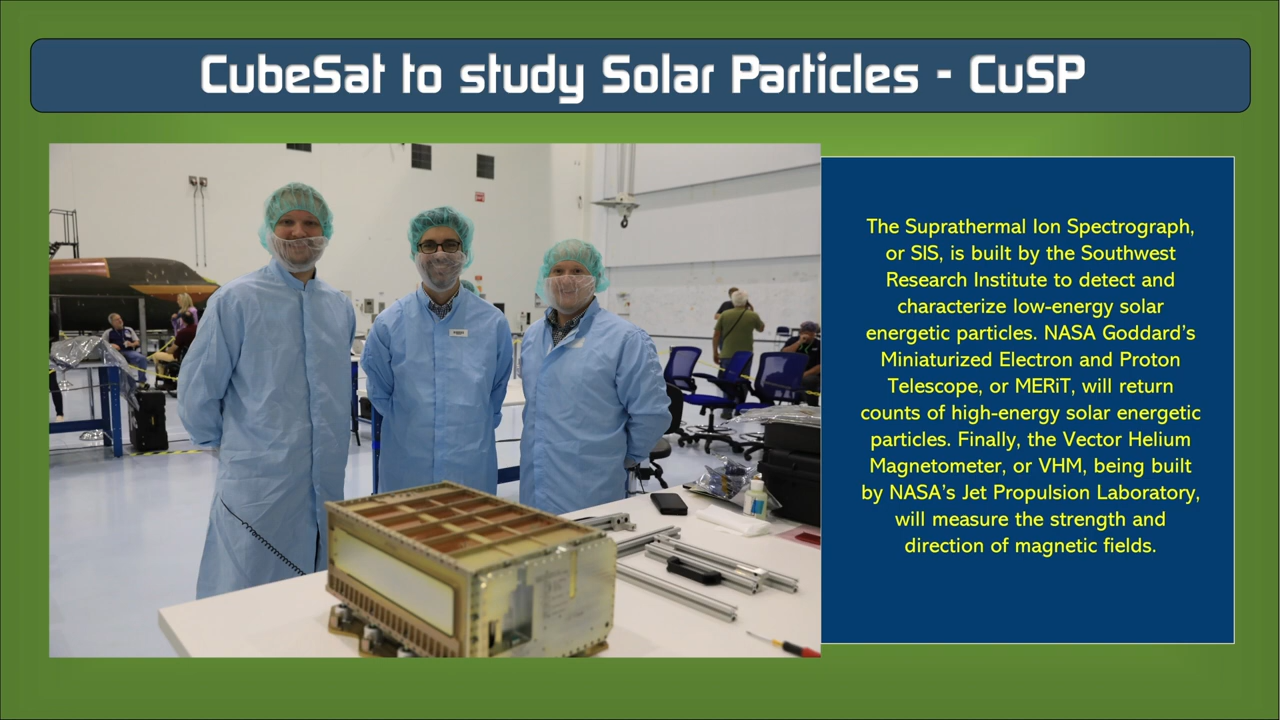 CubeSat to study Solar Particles - CuSP
The Suprathermal Ion Spectrograph,
or SIS, is built by the Southwest
Research Institute to detect and
characterize low-energy solar
energetic particles. NASA Goddard’s
Miniaturized Electron and Proton
Telescope, or MERiT, will return
counts of high-energy solar energetic
particles. Finally, the Vector Helium
Magnetometer, or VHM, being built
by NASA’s Jet Propulsion Laboratory,
will measure the strength and
direction of magnetic fields.